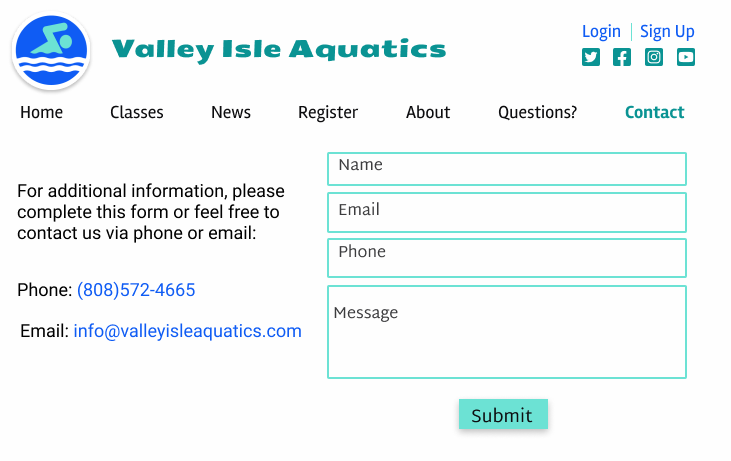 Valley Isle Aquatics
Login | Sign Up
Home Classes News Register About Questions? Contact
For additional information, please
complete this form or feel free to
contact us via phone or email:
Phone: (808)572-4665
Email: info@valleyisleaquatics.com
Name
Email
Phone
Message
Submit